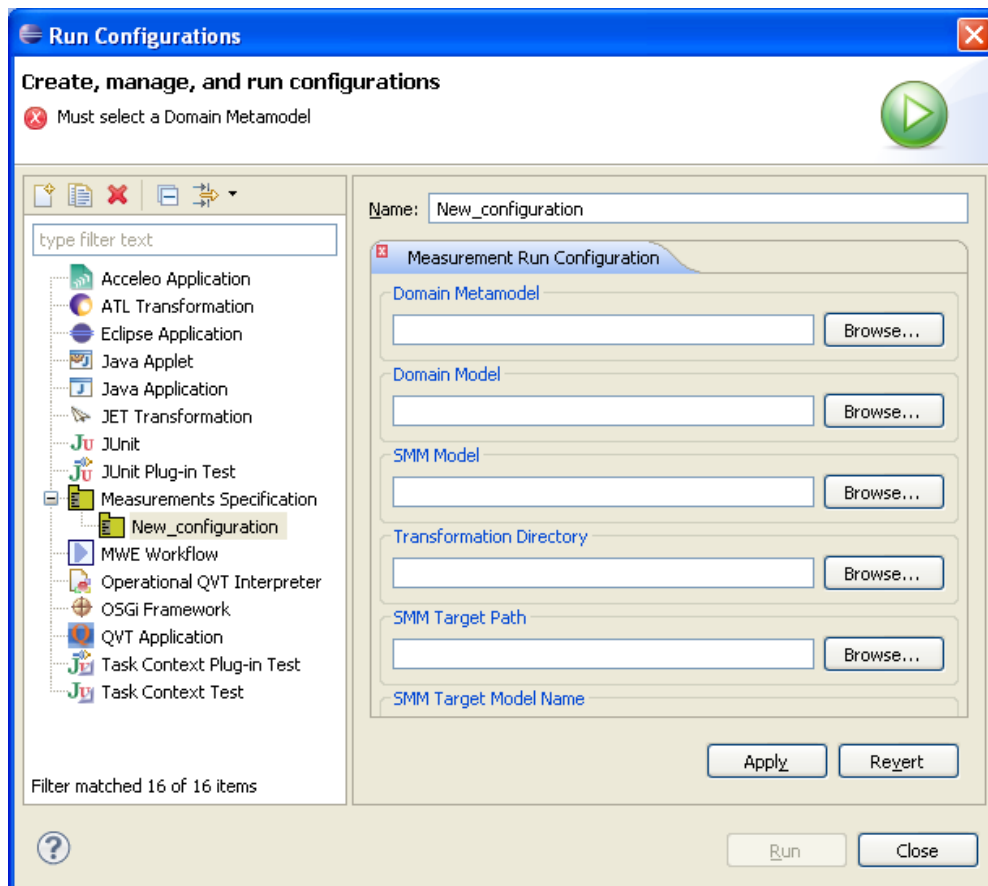 Run Configurations
Create, manage, and run configurations
Must select a Domain Metamodel
type filter text
Acceleo Application
ATL Transformation
Eclipse Application
Java Applet
Java Application
JET Transformation
JUnit
JUnit Plug-in Test
Measurements Specification
New_configuration
MWE Workflow
Operational QVT Interpreter
OSGi Framework
QVT Application
Task Context Plug-in Test
Task Context Test
Filter matched 16 of 16 items
Name: New_configuration
Measurement Run Configuration
Domain Metamodel
Browse...
Domain Model
Browse...
SMM Model
Browse...
Transformation Directory
Browse...
SMM Target Path
Browse...
SMM Target Model Name
Apply Revert
Run Close